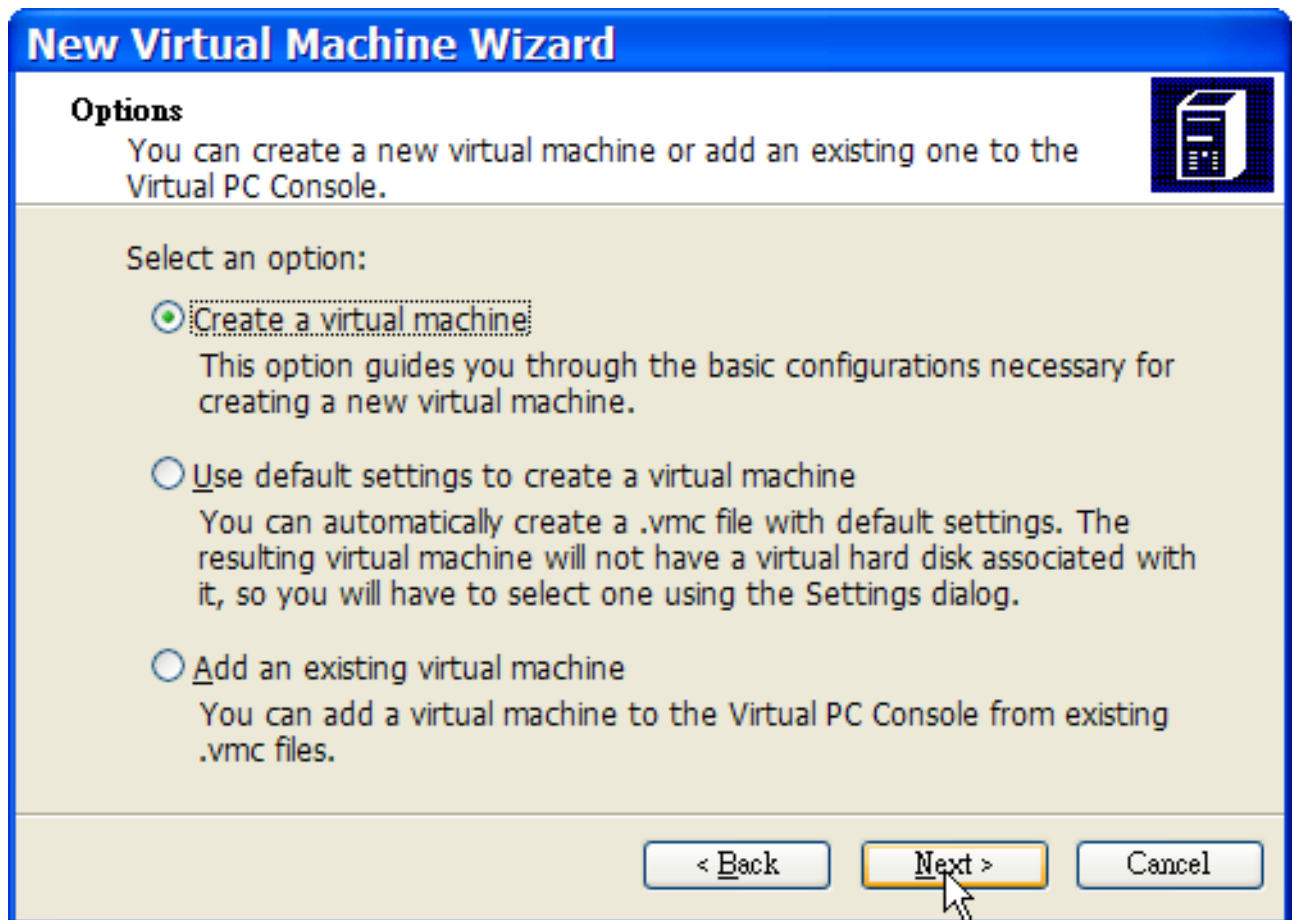 New Virtual Machine Wizard
Options
You can create a new virtual machine or add an existing one to the
Virtual PC Console.
Select an option:
Create a virtual machine
This option guides you through the basic configurations necessary for
creating a new virtual machine.
Use default settings to create a virtual machine
You can automatically create a .vmc file with default settings. The
resulting virtual machine will not have a virtual hard disk associated with
it, so you will have to select one using the Settings dialog.
Add an existing virtual machine
You can add a virtual machine to the Virtual PC Console from existing
.vmc files.
< Back Next > Cancel